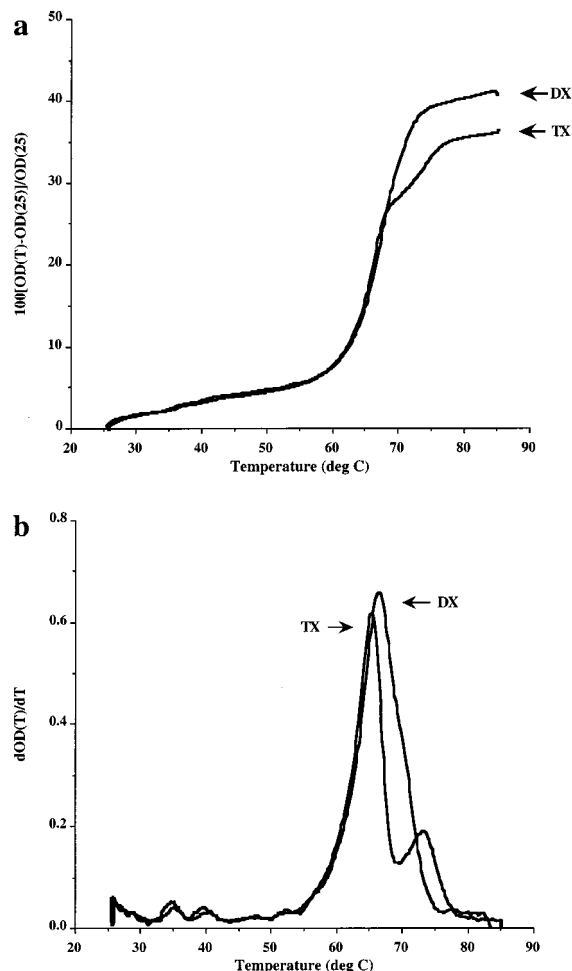 a
100[OD(T)-OD(25)]/OD(25)
50
40
30
20
10
0
DX
TX
20 30 40 50 60 70 80 90
Temperature (deg C)
b
dOD(T)/dT
0.8
0.6
0.4
0.2
0.0
TX
DX
20 30 40 50 60 70 80 90
Temperature (deg C)